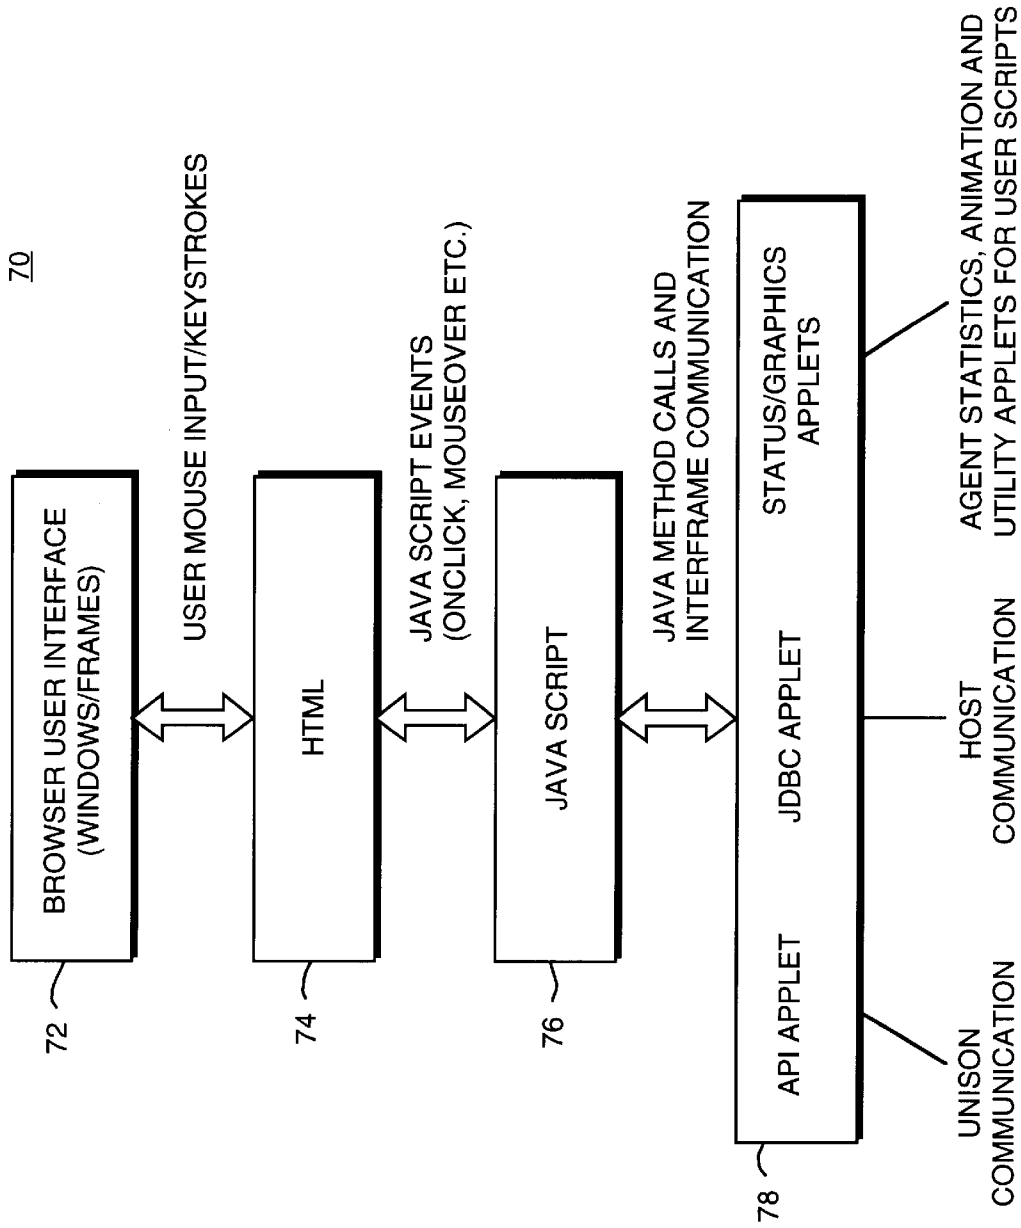 70
BROWSER USER INTERFACE
(WINDOWS/FRAMES)
72
USER MOUSE INPUT/KEYSTROKES
HTML
74
JAVA SCRIPT EVENTS
(ONCLICK, MOUSEOVER ETC.)
JAVA SCRIPT
76
JAVA METHOD CALLS AND
INTERFRAME COMMUNICATION
API APPLET
JDBC APPLET
STATUS/GRAPHICS
APPLETS
78
UNISON
COMMUNICATION
HOST
COMMUNICATION
AGENT STATISTICS, ANIMATION AND
UTILITY APPLETS FOR USER SCRIPTS